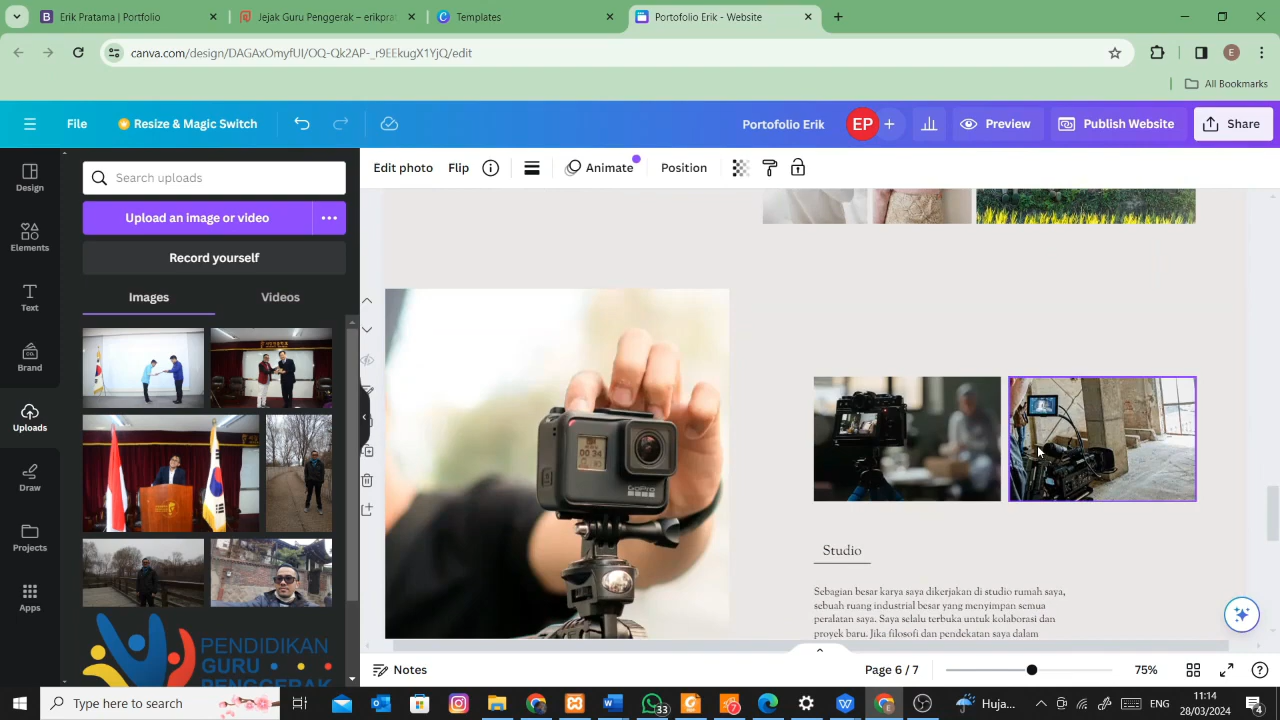 Erik Pratama | Portfolio
Jejak Guru Penggerak – erikprat
Templates
Portofolio Erik - Website
canva.com/design/DAGAxOmyfUI/OQ-Qk2AP-_r9EEkugX1YjQ/edit
E
All Bookmarks
File
Resize & Magic Switch
Portofolio Erik
EP
Preview
Publish Website
Share
Design
Elements
Text
Brand
Uploads
Draw
Projects
Apps
Search uploads
Upload an image or video
Record yourself
Images
Videos
PENDIDIKAN
GURU
PENGGERAK
Edit photo
Flip
Animate
Position
GoPro
Studio
Sebagian besar karya saya dikerjakan di studio rumah saya,
sebuah ruang industrial besar yang menyimpan semua
peralatan saya. Saya selalu terbuka untuk kolaborasi dan
proyek baru. Jika filosofi dan pendekatan saya dalam
Notes
Page 6 / 7
75%
Type here to search
33
7
Huja...
ENG
11:14
28/03/2024
4